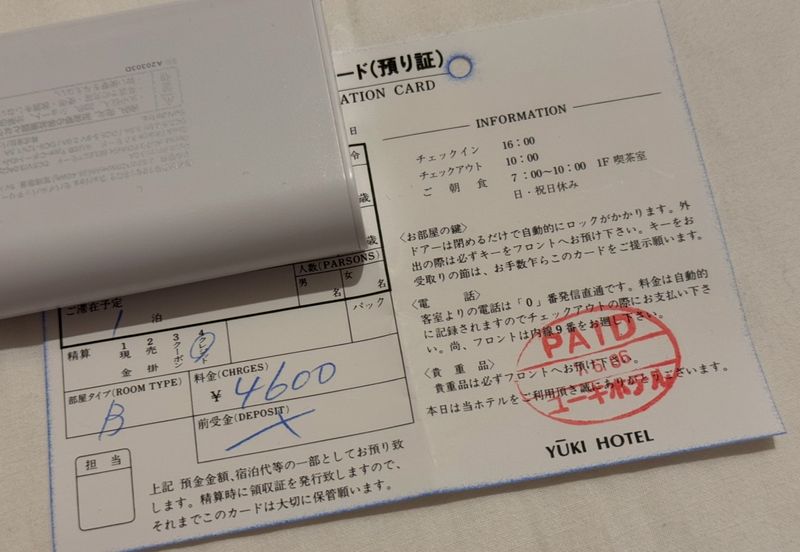 A20303D
ード(預り証)
ATION CARD
日
令
歳
歳
人数(PARSONS)
男 名 女 名
ご滞在予定
1 泊
パック
精算
1 現金
2 売掛
3 クーポン
4 クレジット
部屋タイプ(ROOM TYPE)
B
料金(CHRGES)
¥ 4600
前受金(DEPOSIT)
担当
上記 預金金額、宿泊代等の一部としてお預り致
します。精算時に領収証を発行致しますので、
それまでこのカードは大切に保管願います。
INFORMATION
チェックイン 16:00
チェックアウト 10:00
ご朝食 7:00〜10:00 1F喫茶室
日・祝日休み
〈お部屋の鍵〉
ドアーは閉めるだけで自動的にロックがかかります。外
出の際は必ずキーをフロントへお預け下さい。キーをお
受取りの節は、お手数乍らこのカードをご提示願います。
〈電話〉
客室よりの電話は「0」番発信直通です。料金は自動的
に記録されますのでチェックアウトの際にお支払い下さ
い。尚、フロントは内線9番をお廻し下さい。
〈貴重品〉
貴重品は必ずフロントへお預け下さい。
本日は当ホテルをご利用頂き誠にありがとうございます。
PAID
ユーキホテル
YŪKI HOTEL